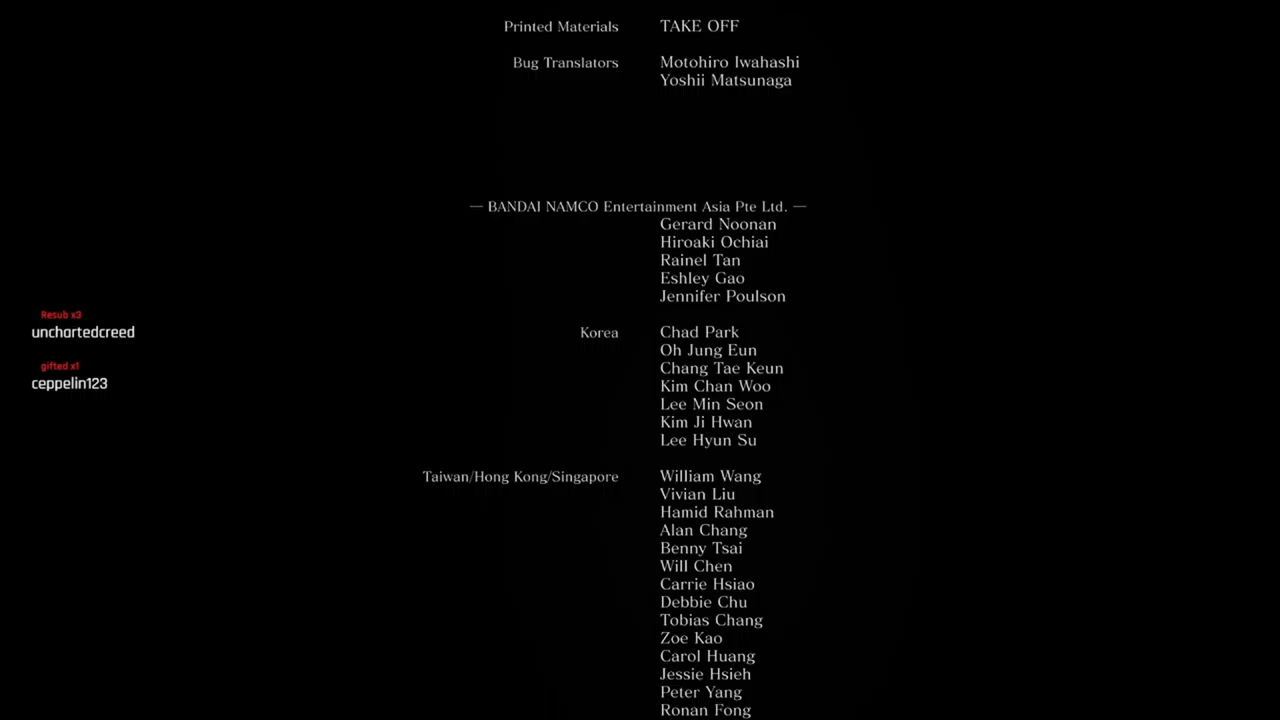 Printed Materials TAKE OFF
Bug Translators Motohiro Iwahashi
Yoshii Matsunaga
— BANDAI NAMCO Entertainment Asia Pte Ltd. —
Gerard Noonan
Hiroaki Ochiai
Rainel Tan
Eshley Gao
Jennifer Poulson
Resub x3
unchartedcreed
gifted x1
ceppelin123
Korea Chad Park
Oh Jung Eun
Chang Tae Keun
Kim Chan Woo
Lee Min Seon
Kim Ji Hwan
Lee Hyun Su
Taiwan/Hong Kong/Singapore William Wang
Vivian Liu
Hamid Rahman
Alan Chang
Benny Tsai
Will Chen
Carrie Hsiao
Debbie Chu
Tobias Chang
Zoe Kao
Carol Huang
Jessie Hsieh
Peter Yang
Ronan Fong